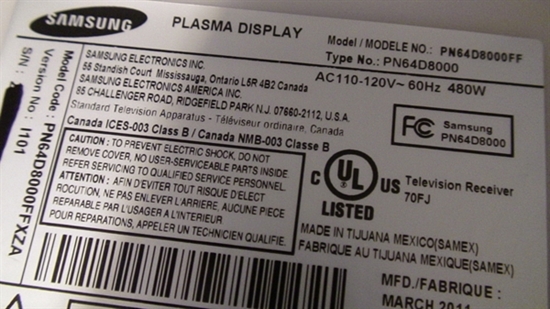 SAMSUNG
PLASMA DISPLAY
Model / MODELE NO.: PN64D8000FF
Type No.: PN64D8000
SAMSUNG ELECTRONICS INC.
55 Standish Court Mississauga, Ontario L5R 4B2 Canada
SAMSUNG ELECTRONICS AMERICA INC.
85 CHALLENGER ROAD, RIDGEFIELD PARK N.J. 07660-2112, U.S.A.
Standard Television Apparatus - Téléviseur ordinaire, Canada
Canada ICES-003 Class B / Canada NMB-003 Classe B
AC110-120V~ 60Hz 480W
FC Samsung
PN64D8000
CAUTION : TO PREVENT ELECTRIC SHOCK, DO NOT
REMOVE COVER, NO USER-SERVICEABLE PARTS INSIDE
REFER SERVICING TO QUALIFIED SERVICE PERSONNEL.
ATTENTION : AFIN D'EVITER TOUT RISQUE D'ELECT
ROCUTION, NE PAS ENLEVER L'ARRIERE, AUCUNE PIECE
REPARABLE PAR L'USAGER A L'INTERIEUR
POUR REPARATIONS, APPELER UN TECHNICIEN QUALIFIE
C UL US
LISTED
Television Receiver
70FJ
MADE IN TIJUANA MEXICO(SAMEX)
FABRIQUE AU TIJUANA MEXIQUE(SAMEX)
MFD./FABRIQUE :
MARCH 2011
Model Code: PN64D8000FFXZA
Version No.: I101
S/N: